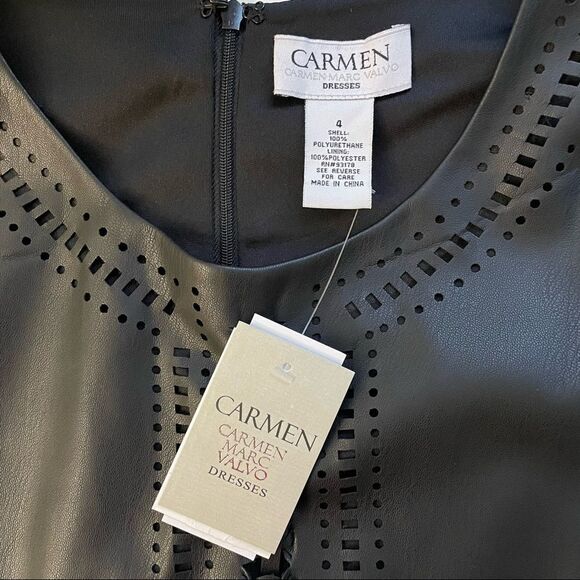 CARMEN
CARMEN MARC VALVO
DRESSES
4
SHELL:
100%
POLYURETHANE
LINING:
100%POLYESTER
RN#93178
SEE REVERSE
FOR CARE
MADE IN CHINA
CARMEN
CARMEN
MARC
VALVO
DRESSES